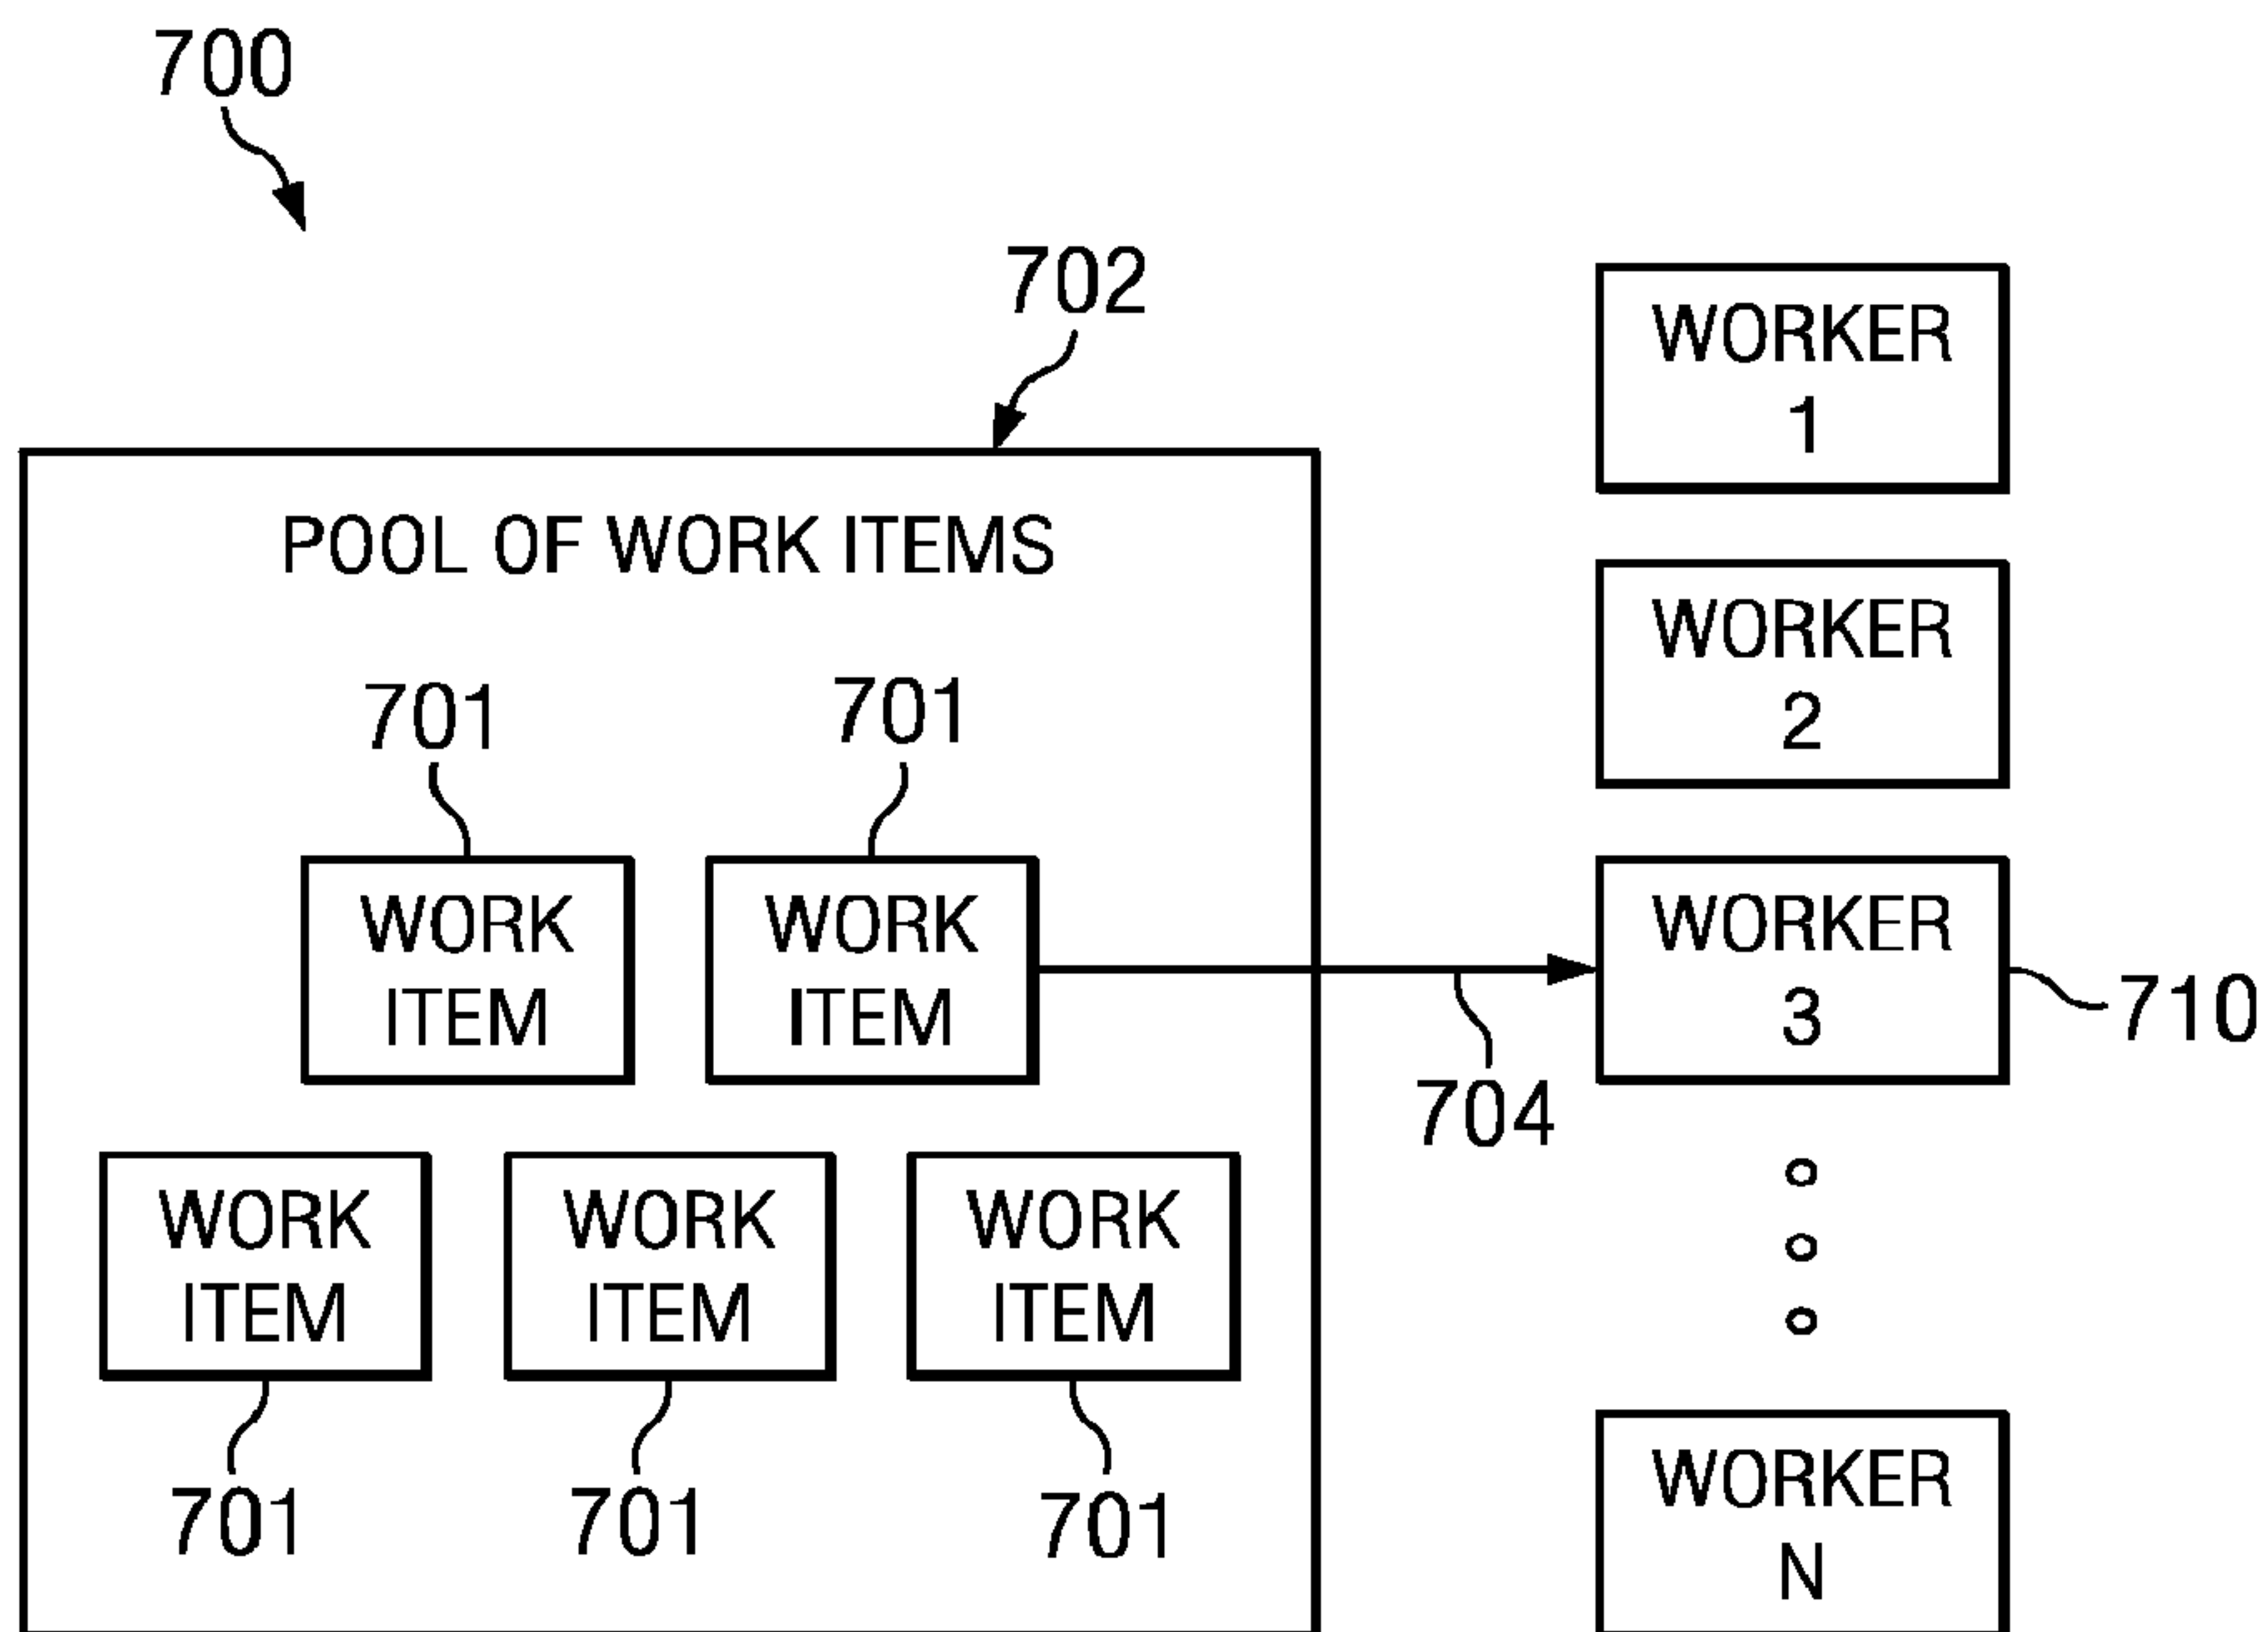 700
702
WORKER
1
POOL OF WORK ITEMS
WORKER
2
701
701
WORK
ITEM
WORK
ITEM
WORKER
3
710
704
WORK
ITEM
WORK
ITEM
WORK
ITEM
701
701
701
WORKER
N